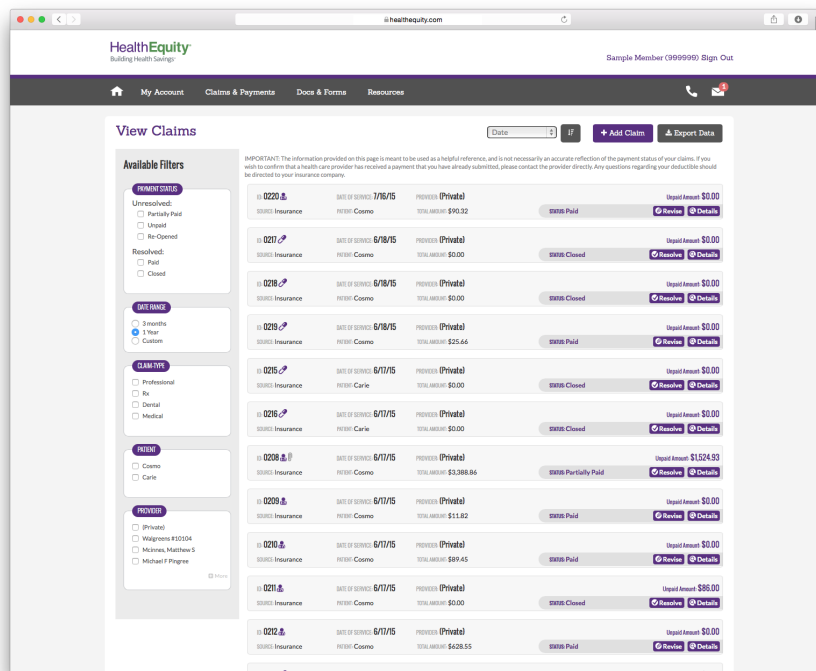 healthequity.com
HealthEquity
Building Health Savings
Sample Member (999999) Sign Out
My Account Claims & Payments Docs & Forms Resources
1
View Claims
Date
+ Add Claim
Export Data
Available Filters
PAYMENT STATUS
Unresolved:
Partially Paid
Unpaid
Re-Opened
Resolved:
Paid
Closed
DATE RANGE
3 months
1 Year
Custom
CLAIM-TYPE
Professional
Rx
Dental
Medical
PATIENT
Cosmo
Carie
PROVIDER
(Private)
Walgreens #10104
Mcinnes, Matthew S
Michael F Pingree
More
IMPORTANT: The information provided on this page is meant to be used as a helpful reference, and is not necessarily an accurate reflection of the payment status of your claims. If you
wish to confirm that a health care provider has received a payment that you have already submitted, please contact the provider directly. Any questions regarding your deductible should
be directed to your insurance company.
ID: 0220 DATE OF SERVICE: 7/16/15 PROVIDER: (Private) Unpaid Amount: $0.00
SOURCE: Insurance PATIENT: Cosmo TOTAL AMOUNT: $90.32 STATUS: Paid Revise Details
ID: 0217 DATE OF SERVICE: 6/18/15 PROVIDER: (Private) Unpaid Amount: $0.00
SOURCE: Insurance PATIENT: Cosmo TOTAL AMOUNT: $0.00 STATUS: Closed Resolve Details
ID: 0218 DATE OF SERVICE: 6/18/15 PROVIDER: (Private) Unpaid Amount: $0.00
SOURCE: Insurance PATIENT: Cosmo TOTAL AMOUNT: $0.00 STATUS: Closed Resolve Details
ID: 0219 DATE OF SERVICE: 6/18/15 PROVIDER: (Private) Unpaid Amount: $0.00
SOURCE: Insurance PATIENT: Cosmo TOTAL AMOUNT: $25.66 STATUS: Paid Revise Details
ID: 0215 DATE OF SERVICE: 6/17/15 PROVIDER: (Private) Unpaid Amount: $0.00
SOURCE: Insurance PATIENT: Carie TOTAL AMOUNT: $0.00 STATUS: Closed Resolve Details
ID: 0216 DATE OF SERVICE: 6/17/15 PROVIDER: (Private) Unpaid Amount: $0.00
SOURCE: Insurance PATIENT: Carie TOTAL AMOUNT: $0.00 STATUS: Closed Resolve Details
ID: 0208 DATE OF SERVICE: 6/17/15 PROVIDER: (Private) Unpaid Amount: $1,524.93
SOURCE: Insurance PATIENT: Cosmo TOTAL AMOUNT: $3,388.86 STATUS: Partially Paid Resolve Details
ID: 0209 DATE OF SERVICE: 6/17/15 PROVIDER: (Private) Unpaid Amount: $0.00
SOURCE: Insurance PATIENT: Cosmo TOTAL AMOUNT: $11.82 STATUS: Paid Revise Details
ID: 0210 DATE OF SERVICE: 6/17/15 PROVIDER: (Private) Unpaid Amount: $0.00
SOURCE: Insurance PATIENT: Cosmo TOTAL AMOUNT: $89.45 STATUS: Paid Revise Details
ID: 0211 DATE OF SERVICE: 6/17/15 PROVIDER: (Private) Unpaid Amount: $86.00
SOURCE: Insurance PATIENT: Cosmo TOTAL AMOUNT: $0.00 STATUS: Closed Resolve Details
ID: 0212 DATE OF SERVICE: 6/17/15 PROVIDER: (Private) Unpaid Amount: $0.00
SOURCE: Insurance PATIENT: Cosmo TOTAL AMOUNT: $628.55 STATUS: Paid Revise Details